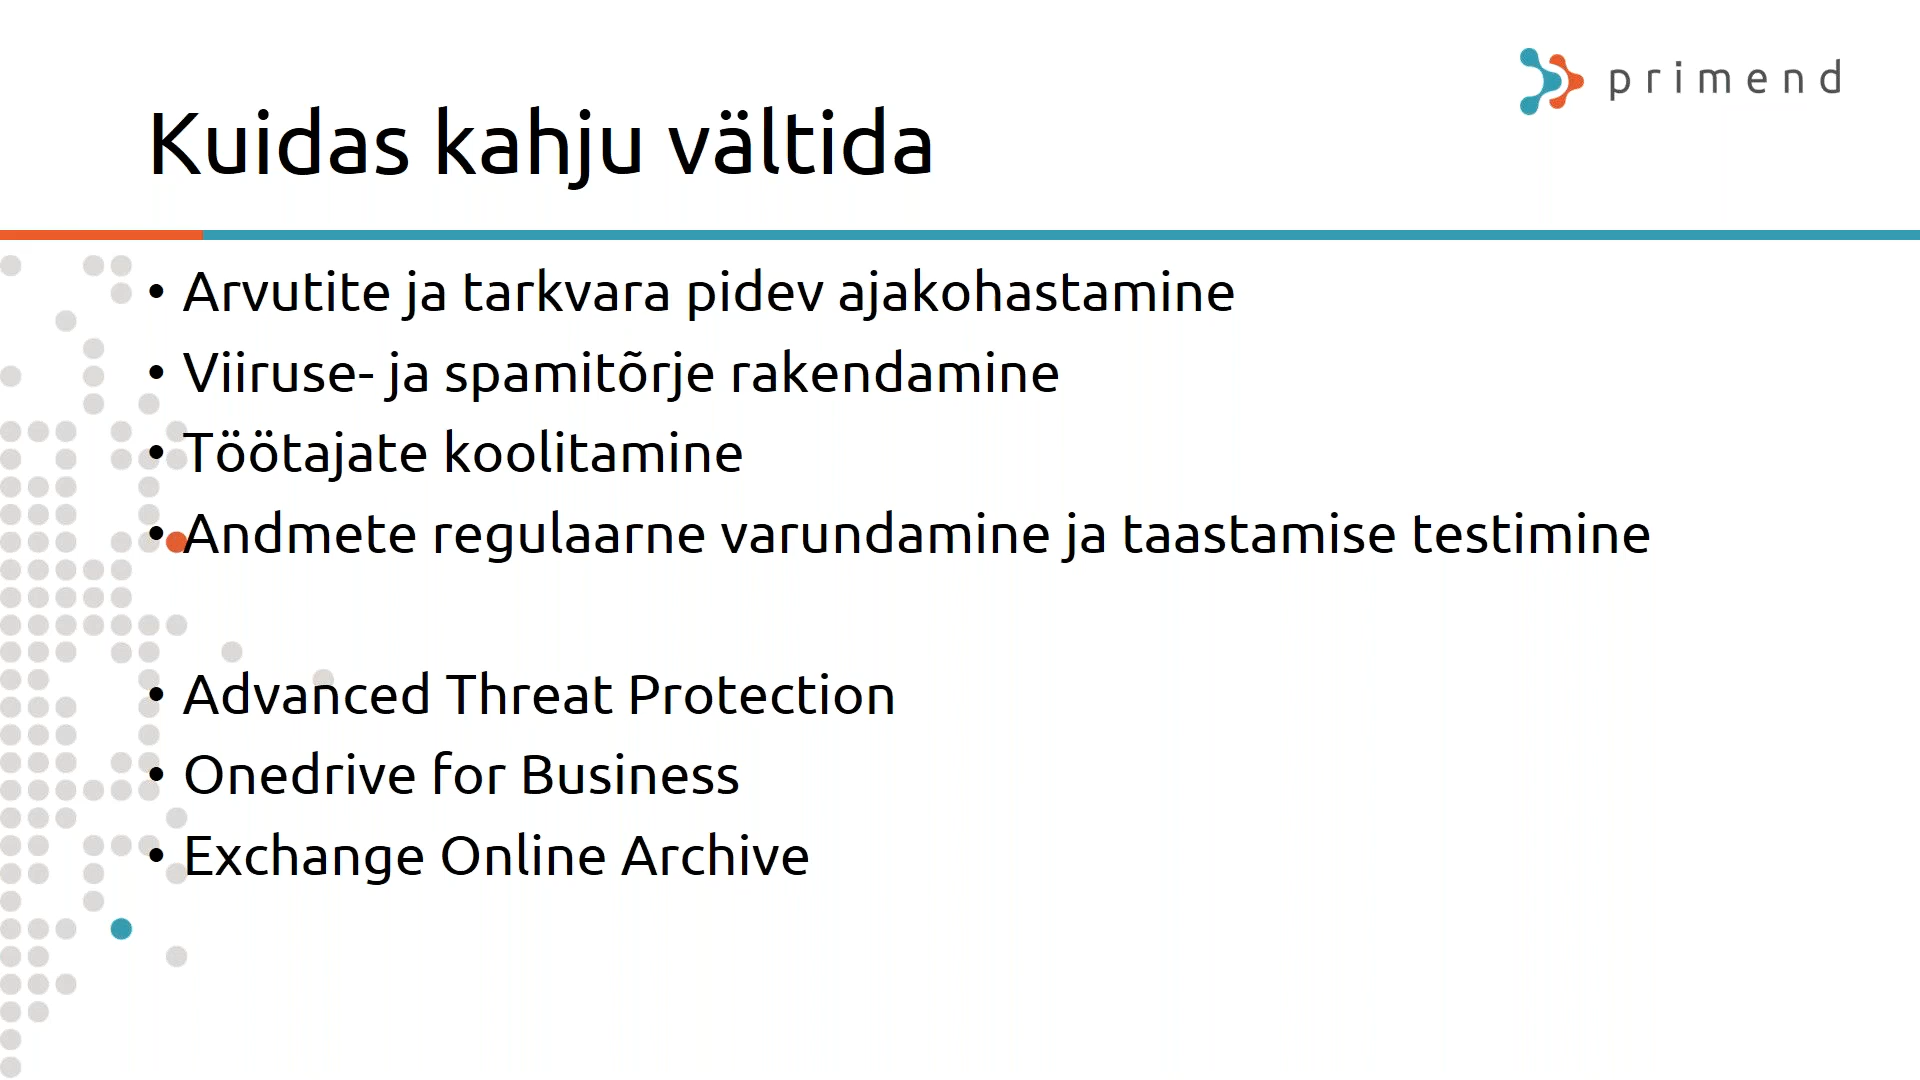 primend
Kuidas kahju vältida
• Arvutite ja tarkvara pidev ajakohastamine
• Viiruse- ja spamitõrje rakendamine
• Töötajate koolitamine
• Andmete regulaarne varundamine ja taastamise testimine
• Advanced Threat Protection
• Onedrive for Business
• Exchange Online Archive